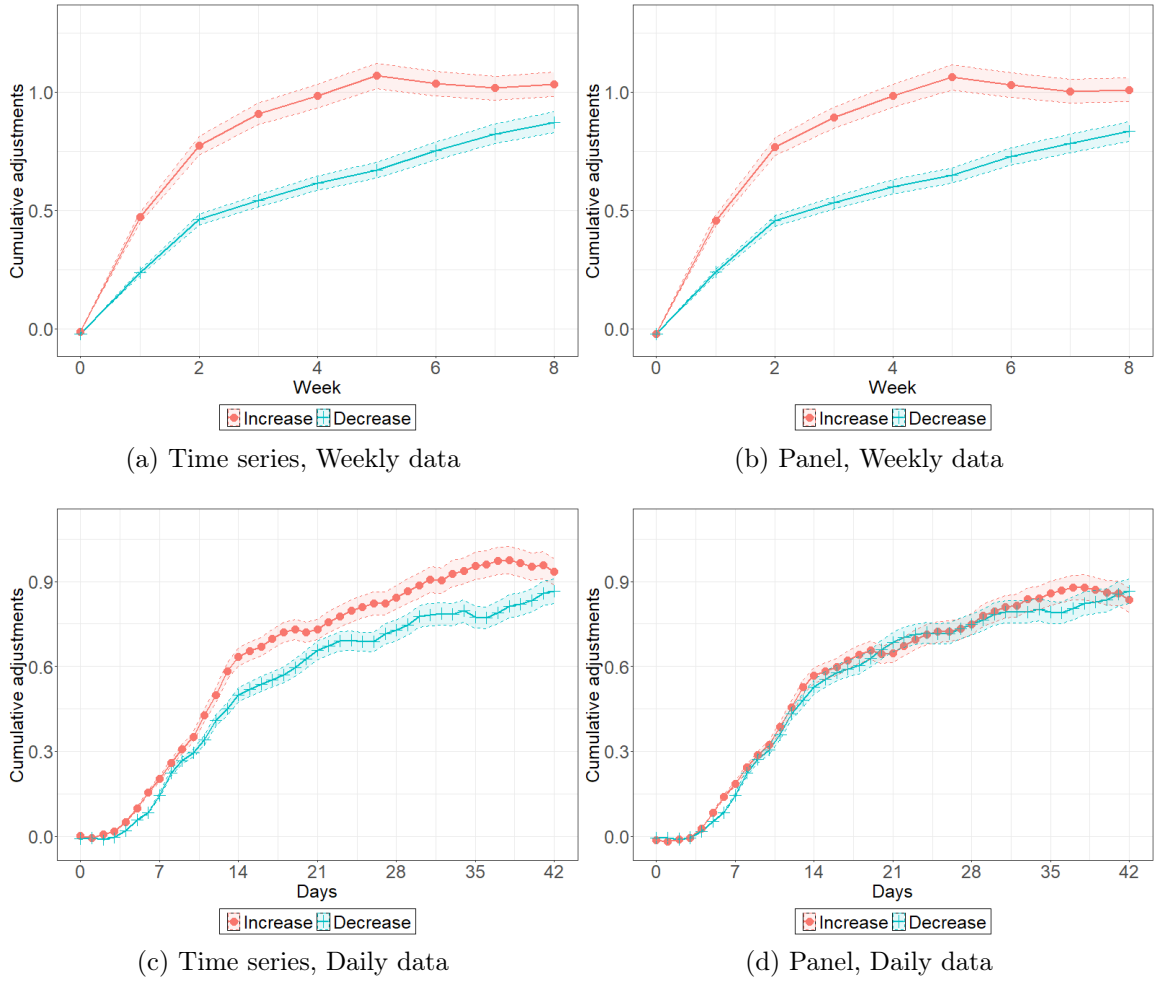 Cumulative adjustments
1.0
0.5
0.0
0 2 4 6 8
Week
Increase Decrease
(a) Time series, Weekly data
Cumulative adjustments
1.0
0.5
0.0
0 2 4 6 8
Week
Increase Decrease
(b) Panel, Weekly data
Cumulative adjustments
0.9
0.6
0.3
0.0
0 7 14 21 28 35 42
Days
Increase Decrease
(c) Time series, Daily data
Cumulative adjustments
0.9
0.6
0.3
0.0
0 7 14 21 28 35 42
Days
Increase Decrease
(d) Panel, Daily data